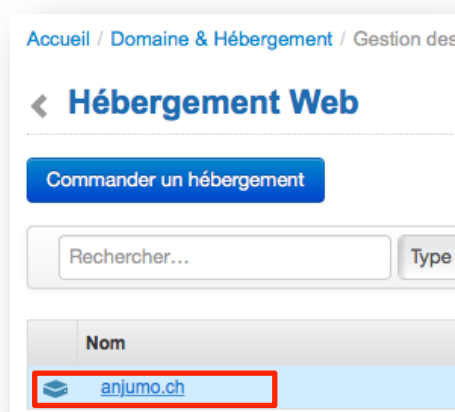 Accueil / Domaine & Hébergement / Gestion des
Hébergement Web
Commander un hébergement
Rechercher... Type
Nom
anjumo.ch